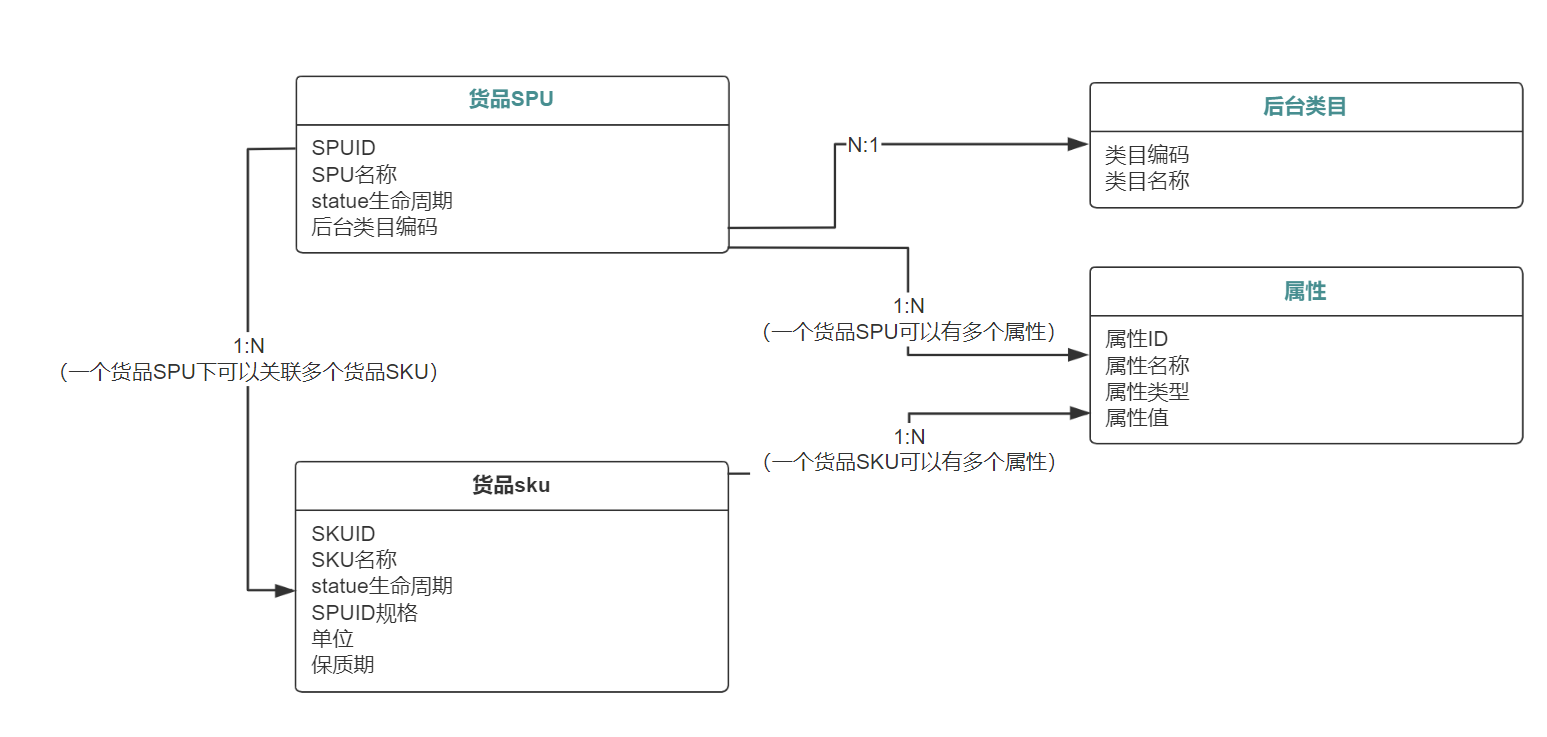 货品SPU
SPUID
SPU名称
statue生命周期
后台类目编码
N:1
后台类目
类目编码
类目名称
1:N
（一个货品SPU可以有多个属性）
属性
属性ID
属性名称
属性类型
属性值
1:N
（一个货品SPU下可以关联多个货品SKU）
1:N
（一个货品SKU可以有多个属性）
货品sku
SKUID
SKU名称
statue生命周期
SPUID规格
单位
保质期